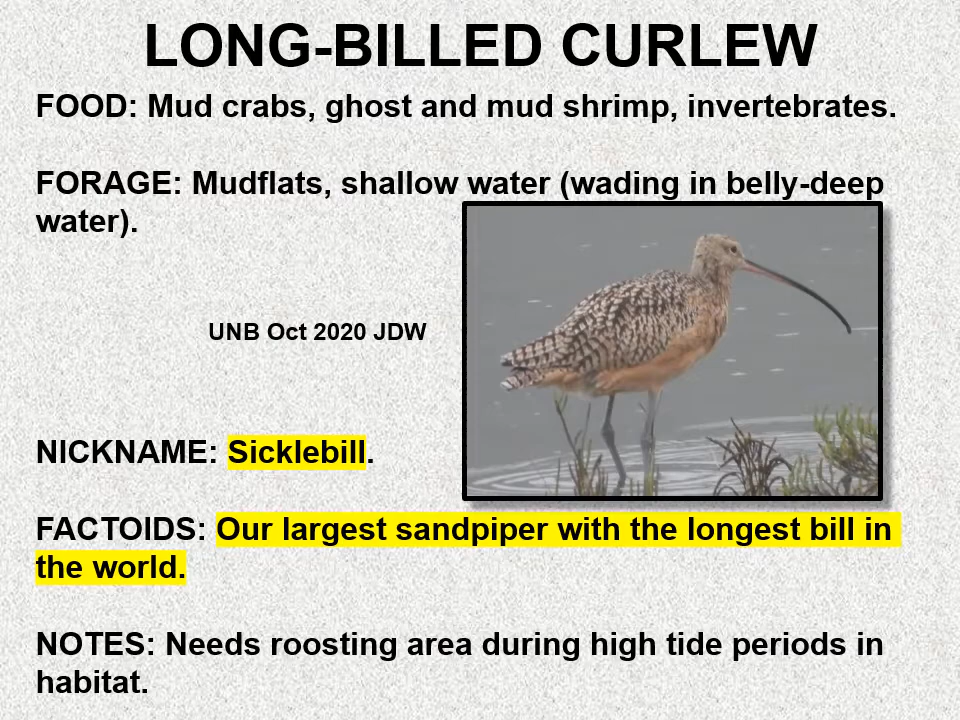 LONG-BILLED CURLEW
FOOD: Mud crabs, ghost and mud shrimp, invertebrates.
FORAGE: Mudflats, shallow water (wading in belly-deep
water).
UNB Oct 2020 JDW
NICKNAME: Sicklebill.
FACTOIDS: Our largest sandpiper with the longest bill in
the world.
NOTES: Needs roosting area during high tide periods in
habitat.